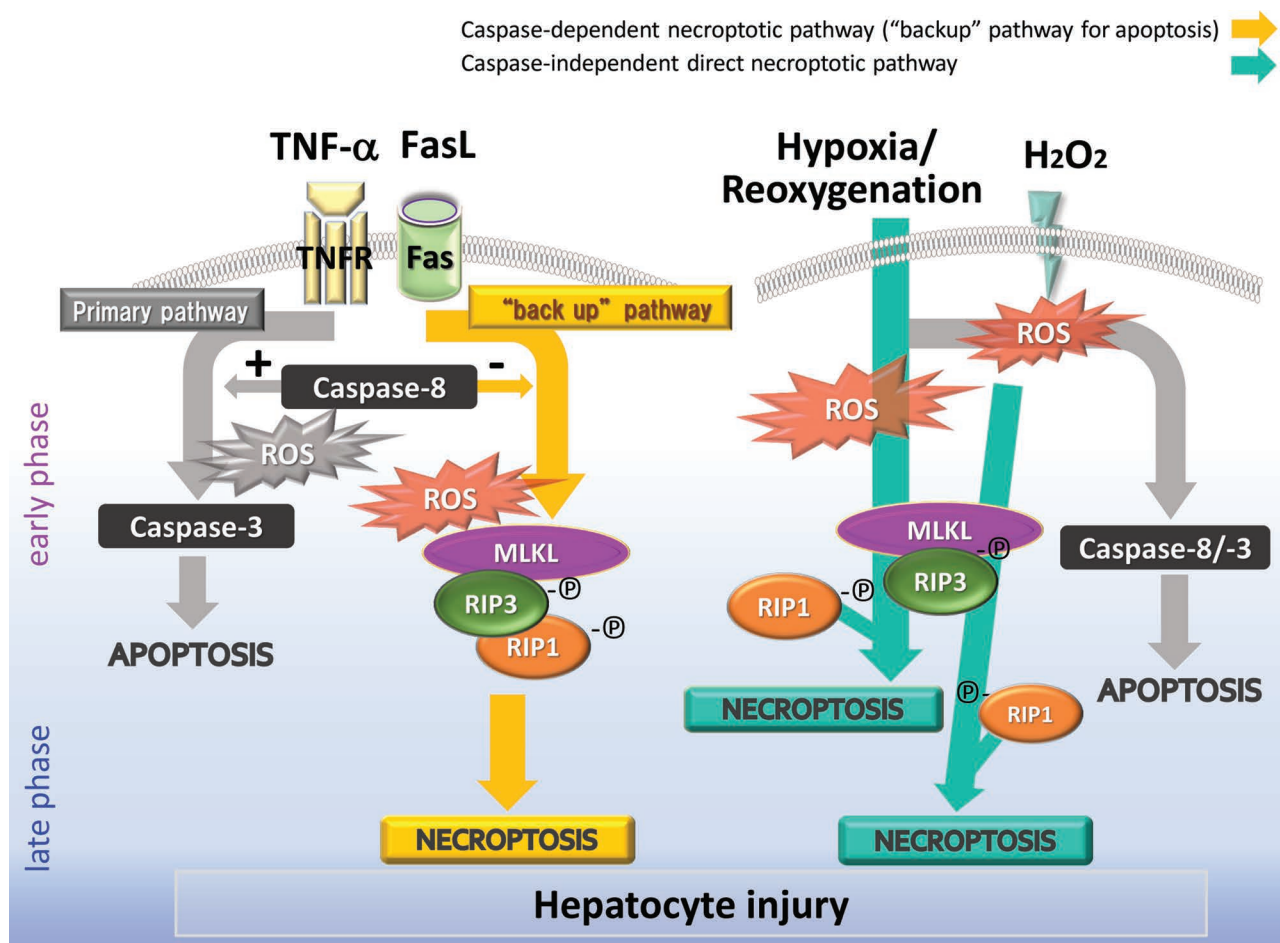 Caspase-dependent necroptotic pathway (“backup” pathway for apoptosis)
Caspase-independent direct necroptotic pathway
TNF-α FasL
Hypoxia/
Reoxygenation
H₂O₂
TNFR
Fas
Primary pathway
“back up” pathway
+
-
Caspase-8
ROS
ROS
Caspase-3
MLKL
RIP3
-Ⓟ
RIP1
-Ⓟ
APOPTOSIS
NECROPTOSIS
ROS
ROS
MLKL
-Ⓟ
RIP3
RIP1
-Ⓟ
Caspase-8/-3
NECROPTOSIS
APOPTOSIS
Ⓟ-
RIP1
NECROPTOSIS
early phase
late phase
Hepatocyte injury